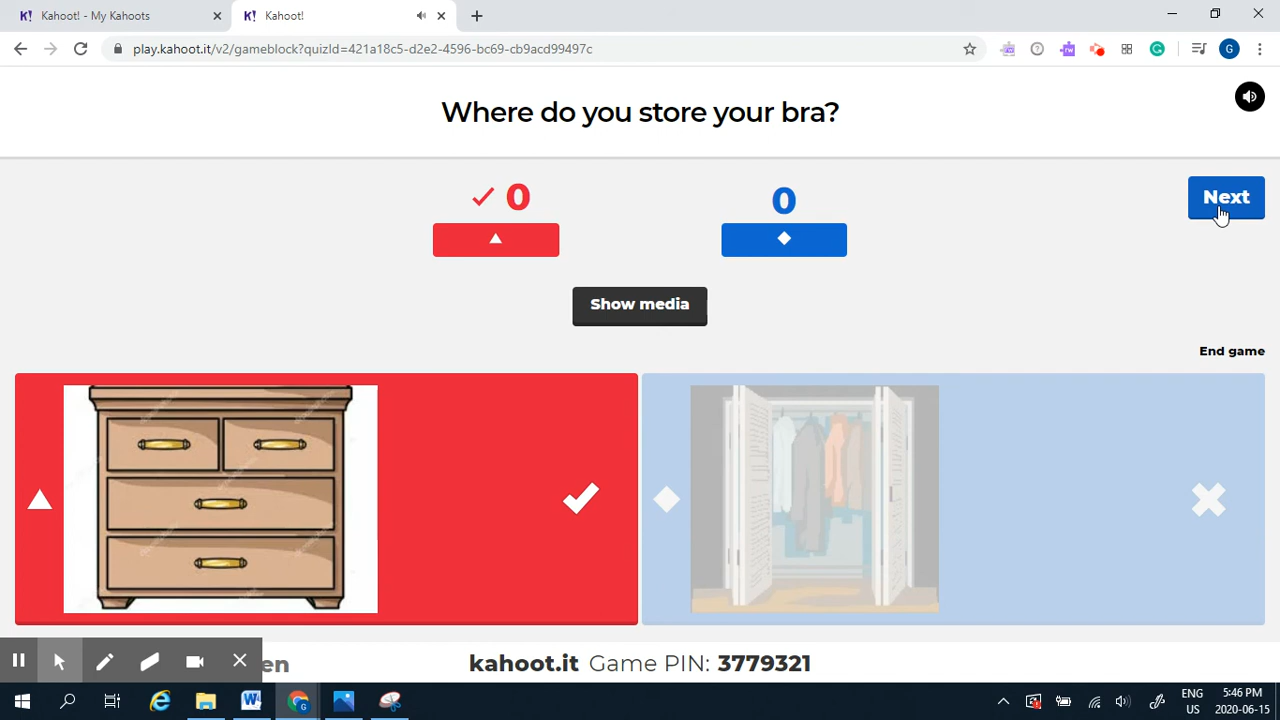 Kahoot! - My Kahoots
Kahoot!
play.kahoot.it/v2/gameblock?quizId=421a18c5-d2e2-4596-bc69-cb9acd99497c
G
Where do you store your bra?
0
0
Next
Show media
End game
en
kahoot.it Game PIN: 3779321
ENG
US
5:46 PM
2020-06-15